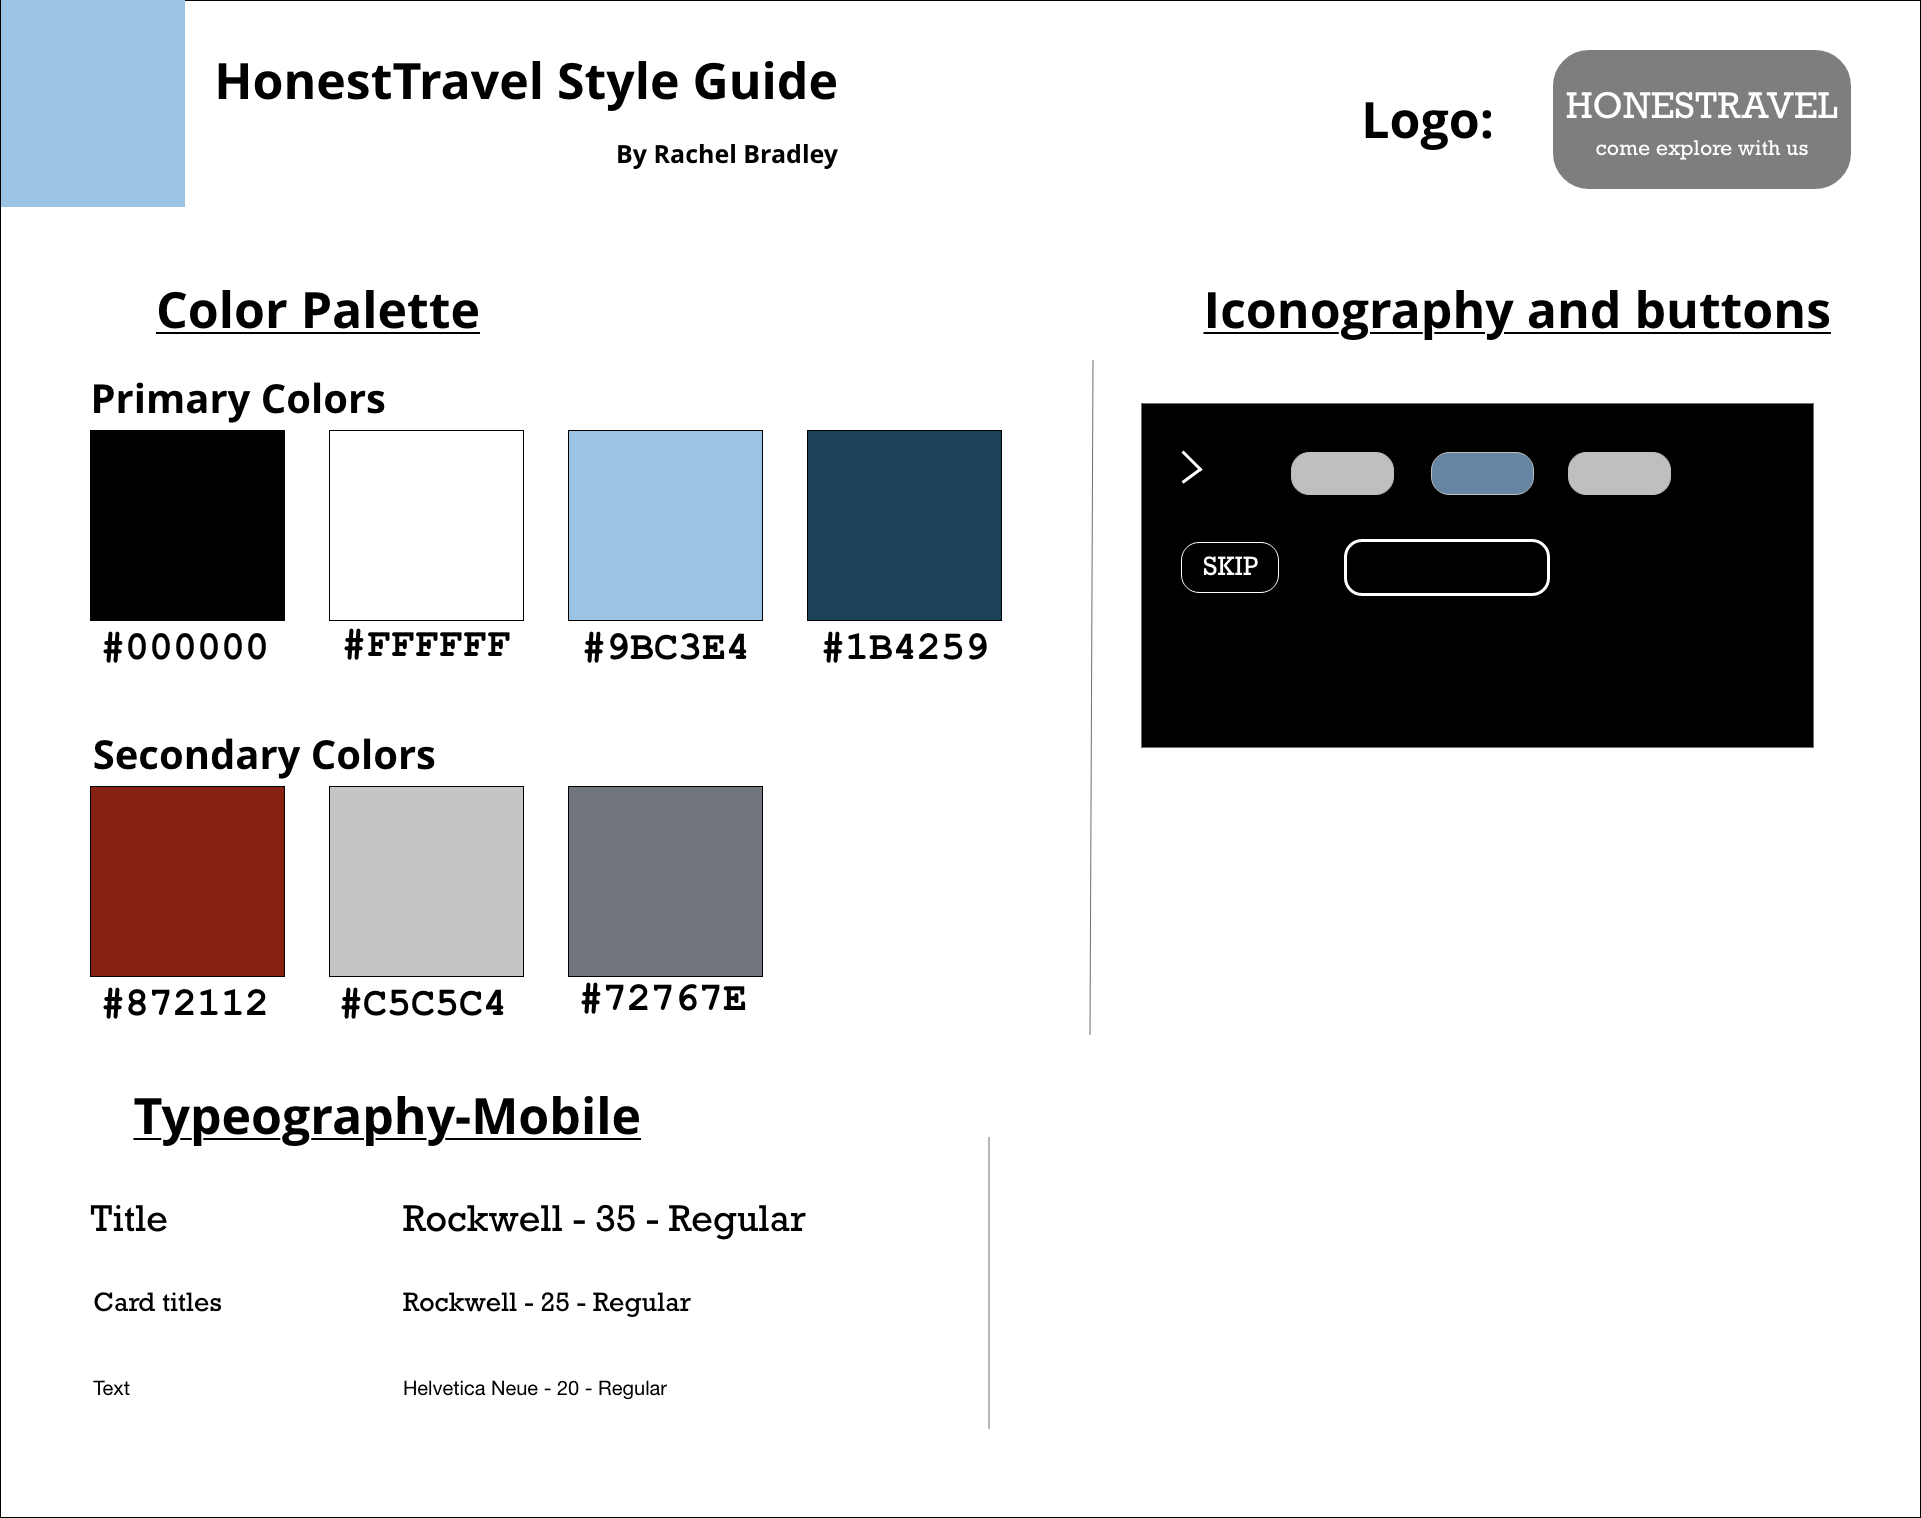 HonestTravel Style Guide
By Rachel Bradley
Logo:
HONESTRAVEL
come explore with us
Color Palette
Primary Colors
#000000
#FFFFFF
#9BC3E4
#1B4259
Secondary Colors
#872112
#C5C5C4
#72767E
Iconography and buttons
SKIP
Typeography-Mobile
Title
Rockwell - 35 - Regular
Card titles
Rockwell - 25 - Regular
Text
Helvetica Neue - 20 - Regular